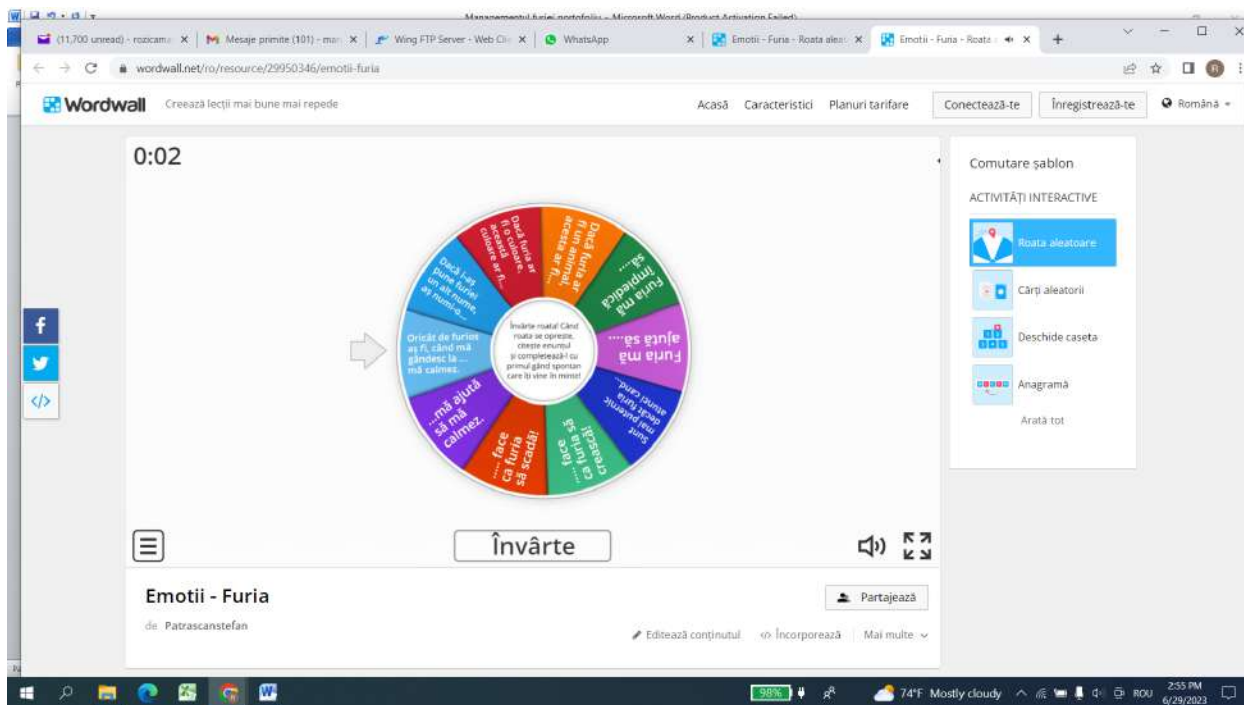 Managementul furiei portofoliu - Microsoft Word (Product Activation Failed)
(11,700 unread) - rozicam
Mesaje primite (101) - mar
Wing FTP Server - Web Cli
WhatsApp
Emotii - Furia - Roata aleat
Emotii - Furia - Roata
wordwall.net/ro/resource/29950346/emotii-furia
Wordwall
Creează lecții mai bune mai repede
Acasă
Caracteristici
Planuri tarifare
Conectează-te
Înregistrează-te
Română
0:02
Dacă furia ar
fi o culoare,
această
culoare ar fi...
Dacă furia ar
fi un animal,
acesta ar fi...
Furia mă
împiedică
să....
Furia mă
ajută să....
Sunt
mai puternic
decât furia
atunci când...
..... face
ca furia să
crească!
..... face
ca furia
să scadă!
...mă ajută
să mă
calmez.
Oricât de furios
aș fi, când mă
gândesc la ...
mă calmez.
Dacă i-aș
pune furiei
un alt nume,
aș numi-o...
Învârte roata! Când
roata se oprește,
citește enunțul
și completează-l cu
primul gând spontan
care îți vine în minte!
Învârte
Emotii - Furia
de Patrascanstefan
Partajează
Editează conținutul
Încorporează
Mai multe
Comutare șablon
ACTIVITĂȚI INTERACTIVE
Roata aleatoare
Cărți aleatorii
Deschide caseta
Anagramă
Arată tot
98%
74°F Mostly cloudy
ROU
2:55 PM
6/29/2023